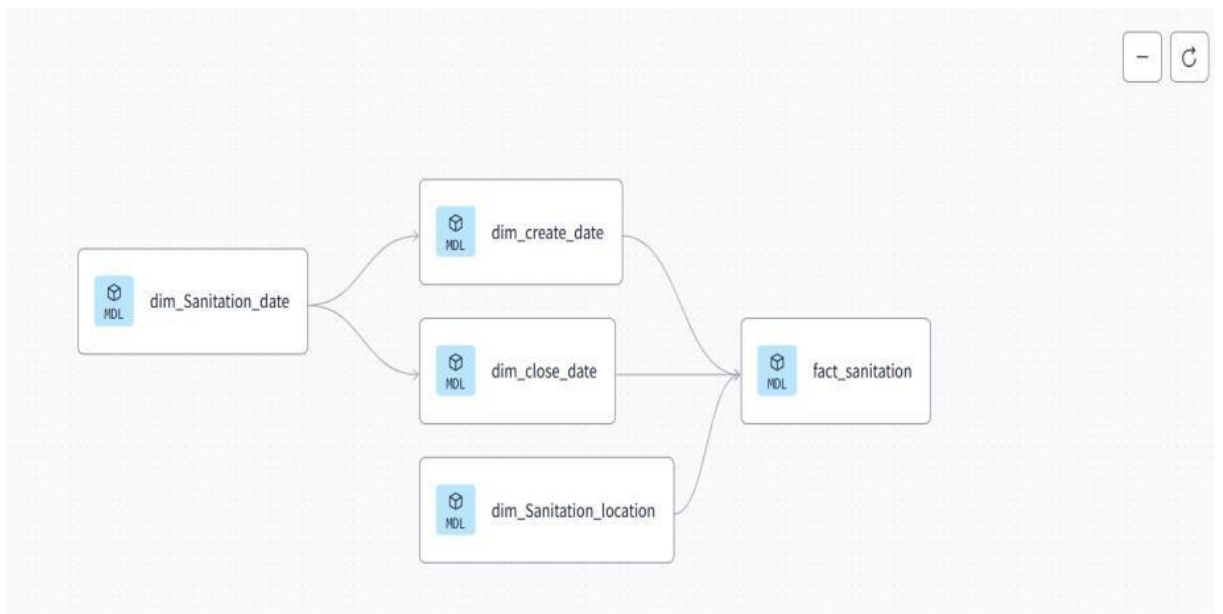 MDL
dim_create_date
MDL
dim_Sanitation_date
MDL
dim_close_date
MDL
fact_sanitation
MDL
dim_Sanitation_location